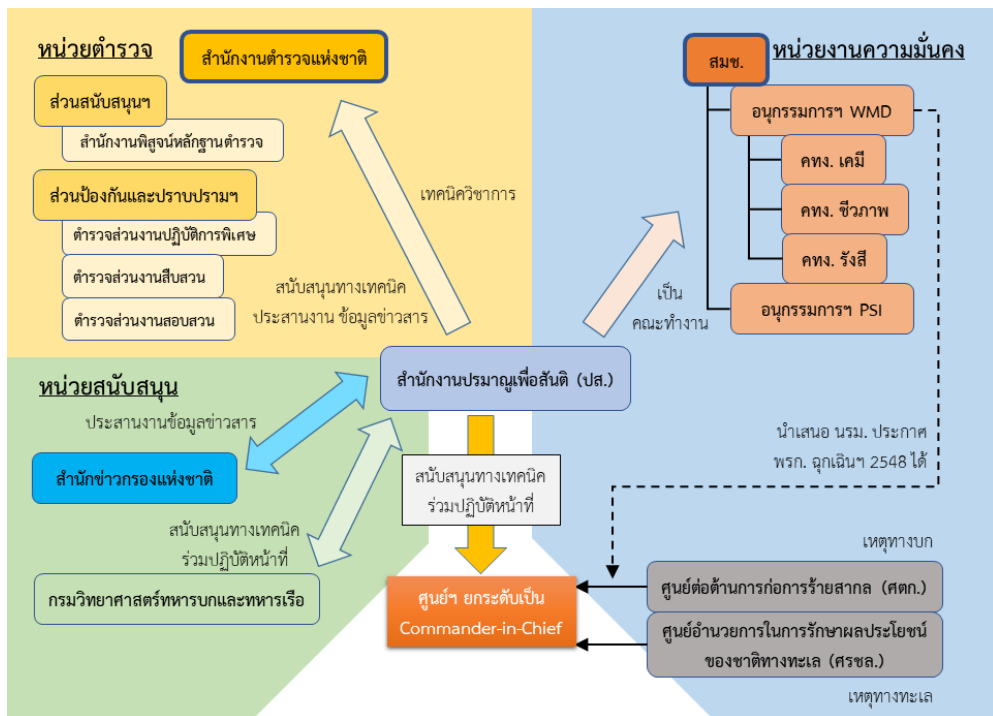 หน่วยตำรวจ
สำนักงานตำรวจแห่งชาติ
ส่วนสนับสนุนฯ
สำนักงานพิสูจน์หลักฐานตำรวจ
ส่วนป้องกันและปราบปรามฯ
ตำรวจส่วนงานปฏิบัติการพิเศษ
ตำรวจส่วนงานสืบสวน
ตำรวจส่วนงานสอบสวน
เทคนิควิชาการ
สนับสนุนทางเทคนิค
ประสานงาน ข้อมูลข่าวสาร
สมช.
หน่วยงานความมั่นคง
อนุกรรมการฯ WMD
คทง. เคมี
คทง. ชีวภาพ
คทง. รังสี
อนุกรรมการฯ PSI
เป็น
คณะทำงาน
สำนักงานปรมาณูเพื่อสันติ (ปส.)
หน่วยสนับสนุน
ประสานงานข้อมูลข่าวสาร
สำนักข่าวกรองแห่งชาติ
สนับสนุนทางเทคนิค
ร่วมปฏิบัติหน้าที่
กรมวิทยาศาสตร์ทหารบกและทหารเรือ
สนับสนุนทางเทคนิค
ร่วมปฏิบัติหน้าที่
ศูนย์ฯ ยกระดับเป็น
Commander-in-Chief
นำเสนอ นรม. ประกาศ
พรก. ฉุกเฉินฯ 2548 ได้
เหตุทางบก
ศูนย์ต่อต้านการก่อการร้ายสากล (ศตก.)
ศูนย์อำนวยการในการรักษาผลประโยชน์
ของชาติทางทะเล (ศรชล.)
เหตุทางทะเล